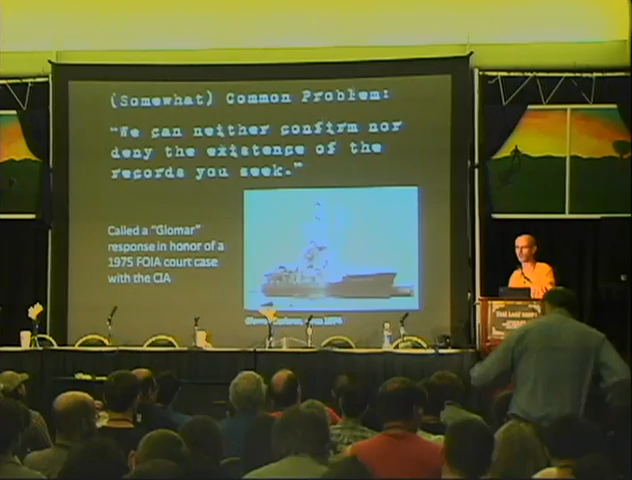 (Somewhat) Common Problem:
"We can neither confirm nor
deny the existence of the
records you seek."
Called a "Glomar"
response in honor of a
1975 FOIA court case
with the CIA